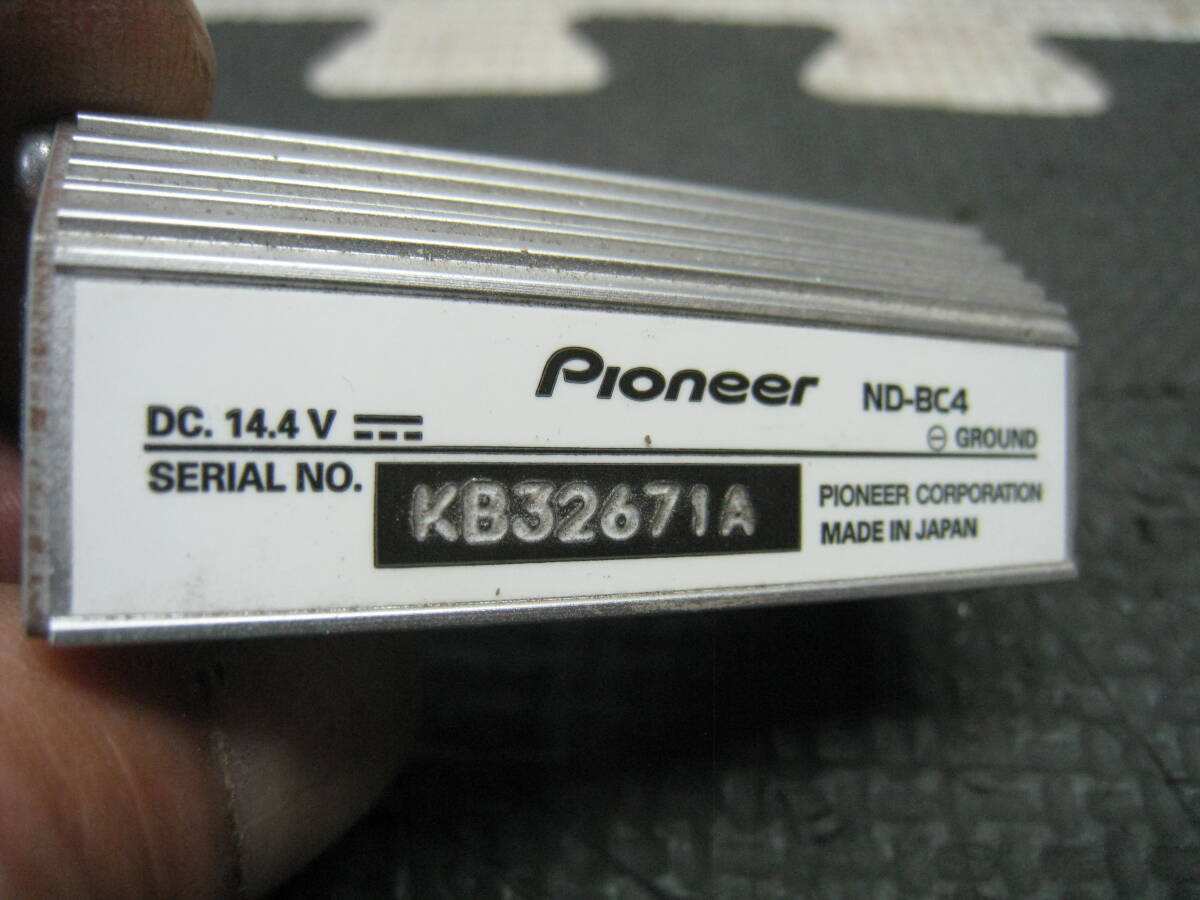 Pioneer ND-BC4
DC. 14.4 V
⊖ GROUND
SERIAL NO. KB32671A
PIONEER CORPORATION
MADE IN JAPAN